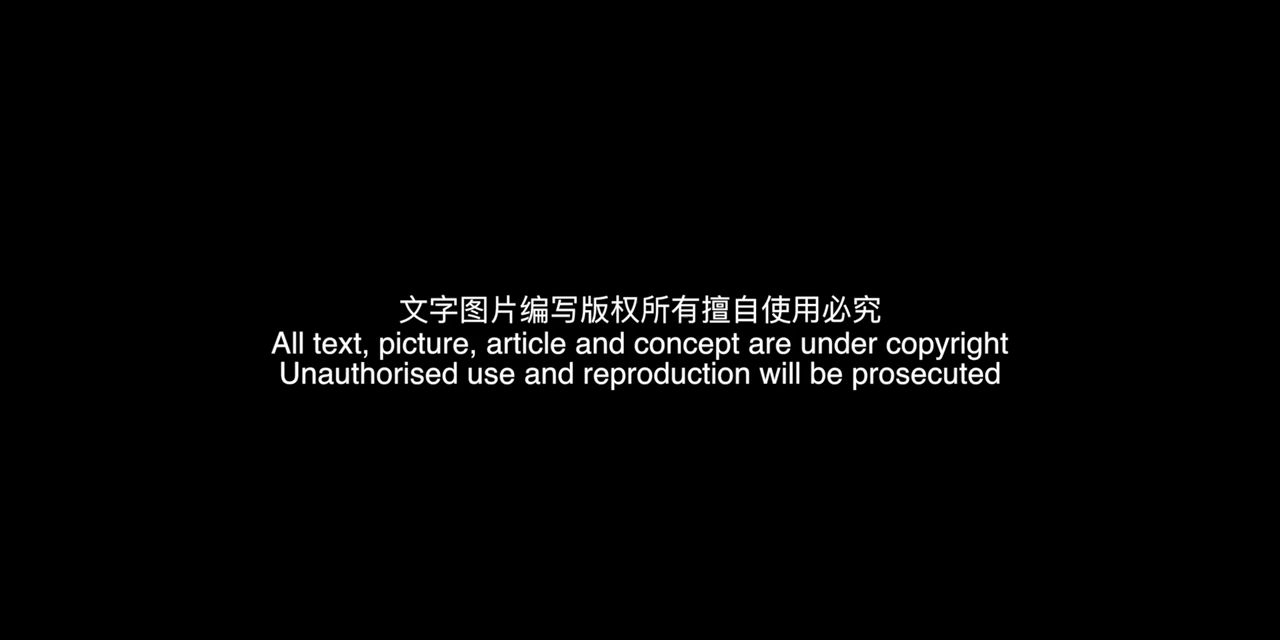 文字图片编写版权所有擅自使用必究
All text, picture, article and concept are under copyright
Unauthorised use and reproduction will be prosecuted